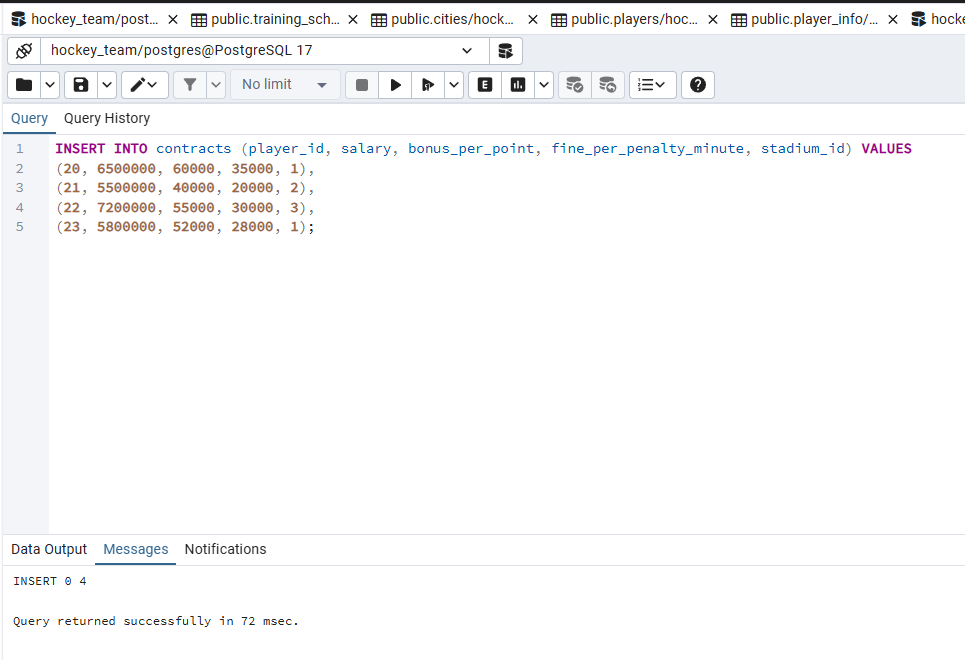 hockey_team/post... public.training_sch... public.cities/hock... public.players/hoc... public.player_info/... hocke
hockey_team/postgres@PostgreSQL 17
No limit E
Query Query History
1 INSERT INTO contracts (player_id, salary, bonus_per_point, fine_per_penalty_minute, stadium_id) VALUES
2 (20, 6500000, 60000, 35000, 1),
3 (21, 5500000, 40000, 20000, 2),
4 (22, 7200000, 55000, 30000, 3),
5 (23, 5800000, 52000, 28000, 1);
Data Output Messages Notifications
INSERT 0 4
Query returned successfully in 72 msec.